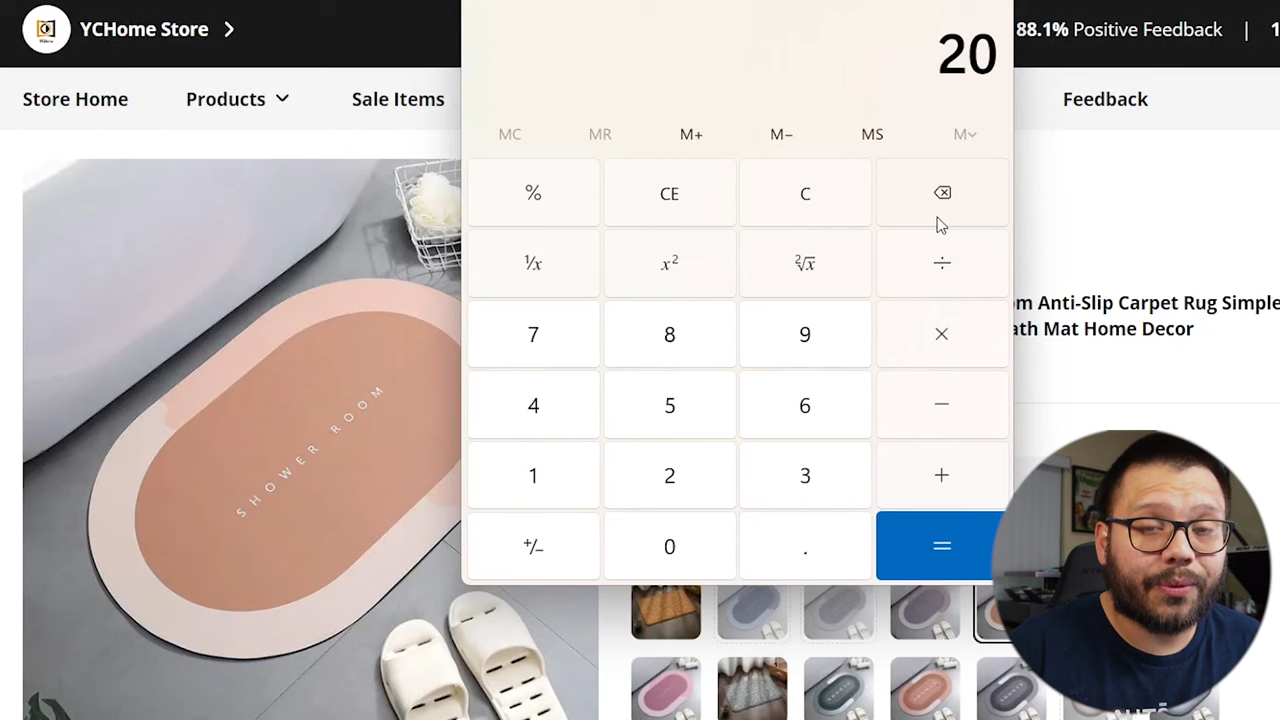 YCHome Store
20
88.1% Positive Feedback | 1
Store Home
Products
Sale Items
Feedback
MC
MR
M+
M−
MS
M
%
CE
C
¹/x
x²
²√x
÷
7
8
9
×
4
5
6
−
1
2
3
+
+/−
0
.
=
om Anti-Slip Carpet Rug Simple
ath Mat Home Decor
SHOWER ROOM